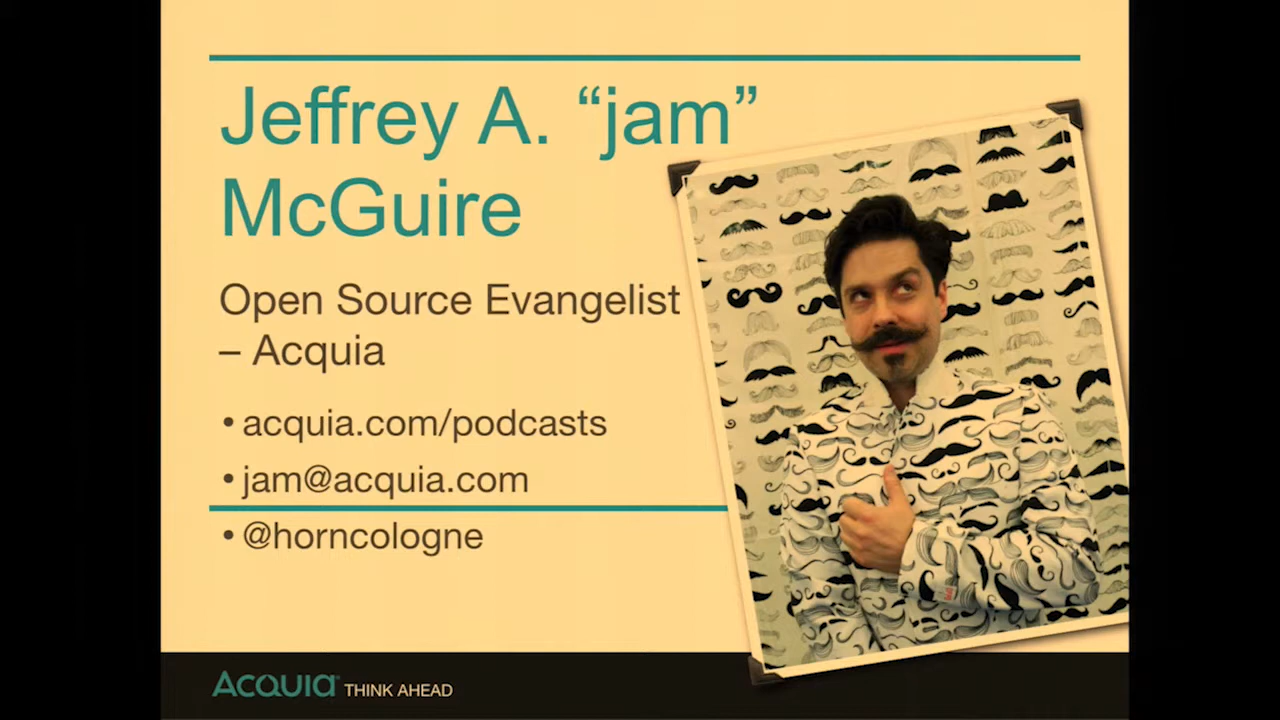 Jeffrey A. “jam”
McGuire
Open Source Evangelist
– Acquia
• acquia.com/podcasts
• jam@acquia.com
• @horncologne
ACQUIA THINK AHEAD